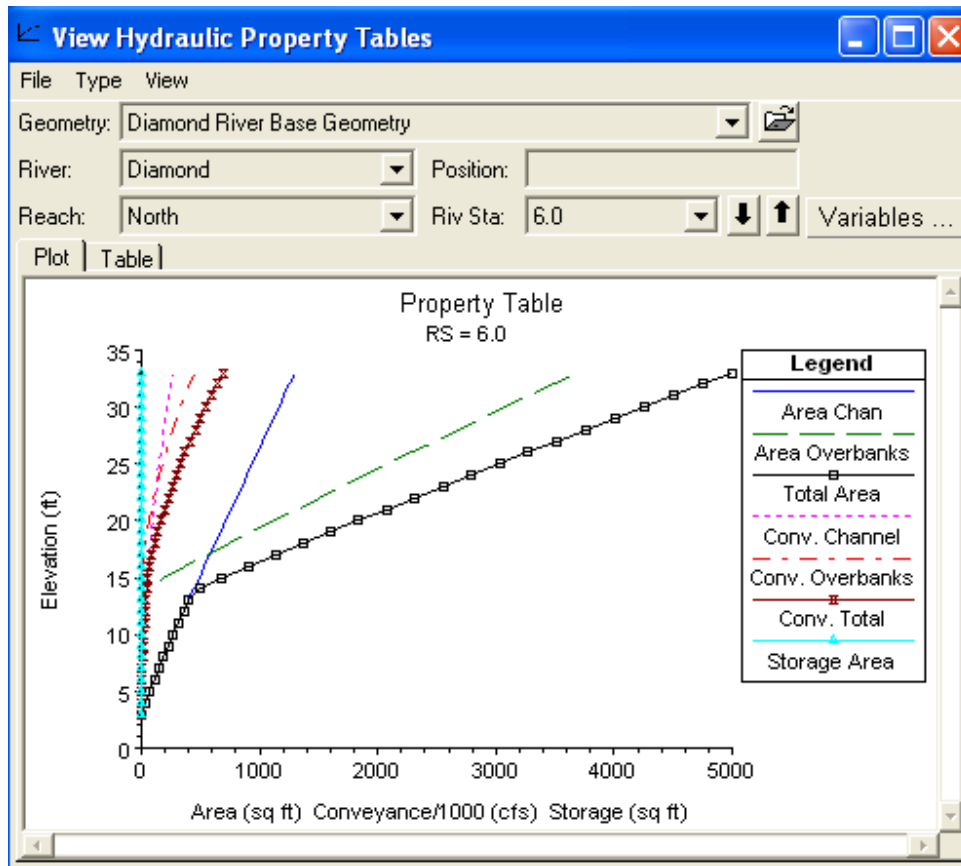 View Hydraulic Property Tables
File Type View
Geometry: Diamond River Base Geometry
River: Diamond Position:
Reach: North Riv Sta: 6.0 Variables ...
Plot Table
Property Table
RS = 6.0
Elevation (ft)
35
30
25
20
15
10
5
0
0 1000 2000 3000 4000 5000
Area (sq ft) Conveyance/1000 (cfs) Storage (sq ft)
Legend
Area Chan
Area Overbanks
Total Area
Conv. Channel
Conv. Overbanks
Conv. Total
Storage Area